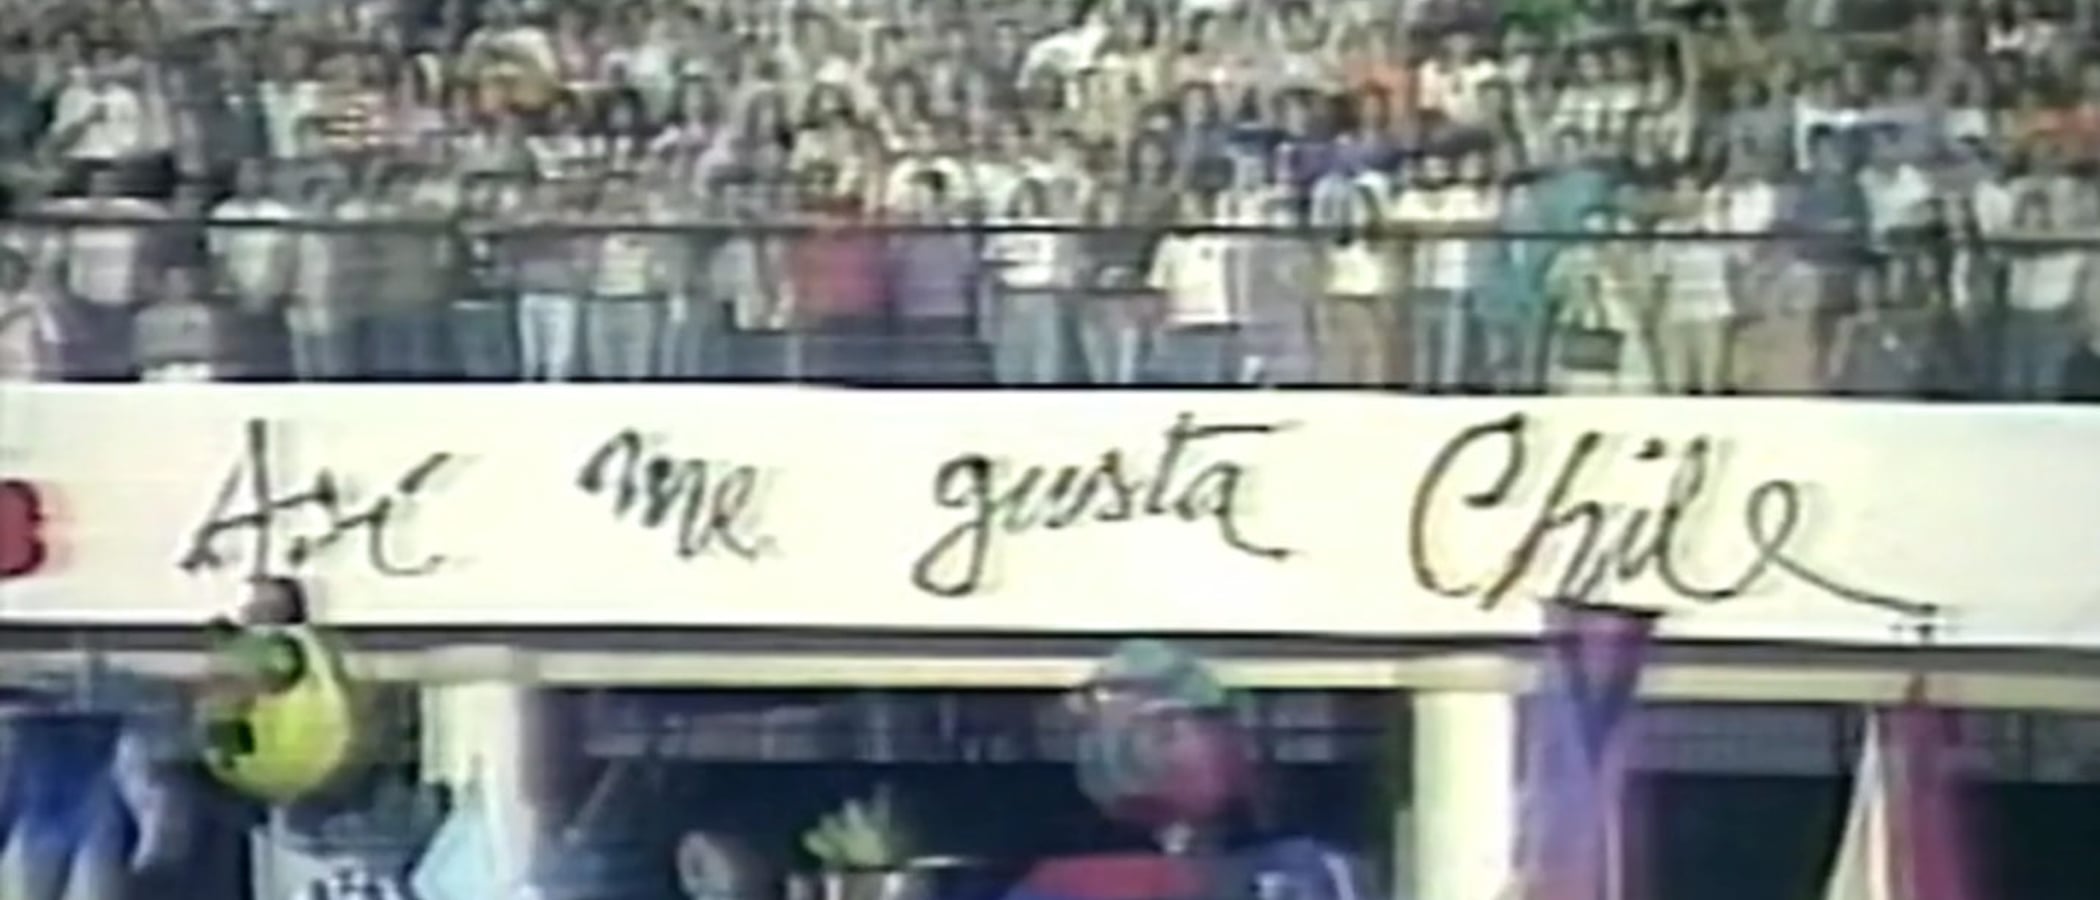 Así me gusta Chile